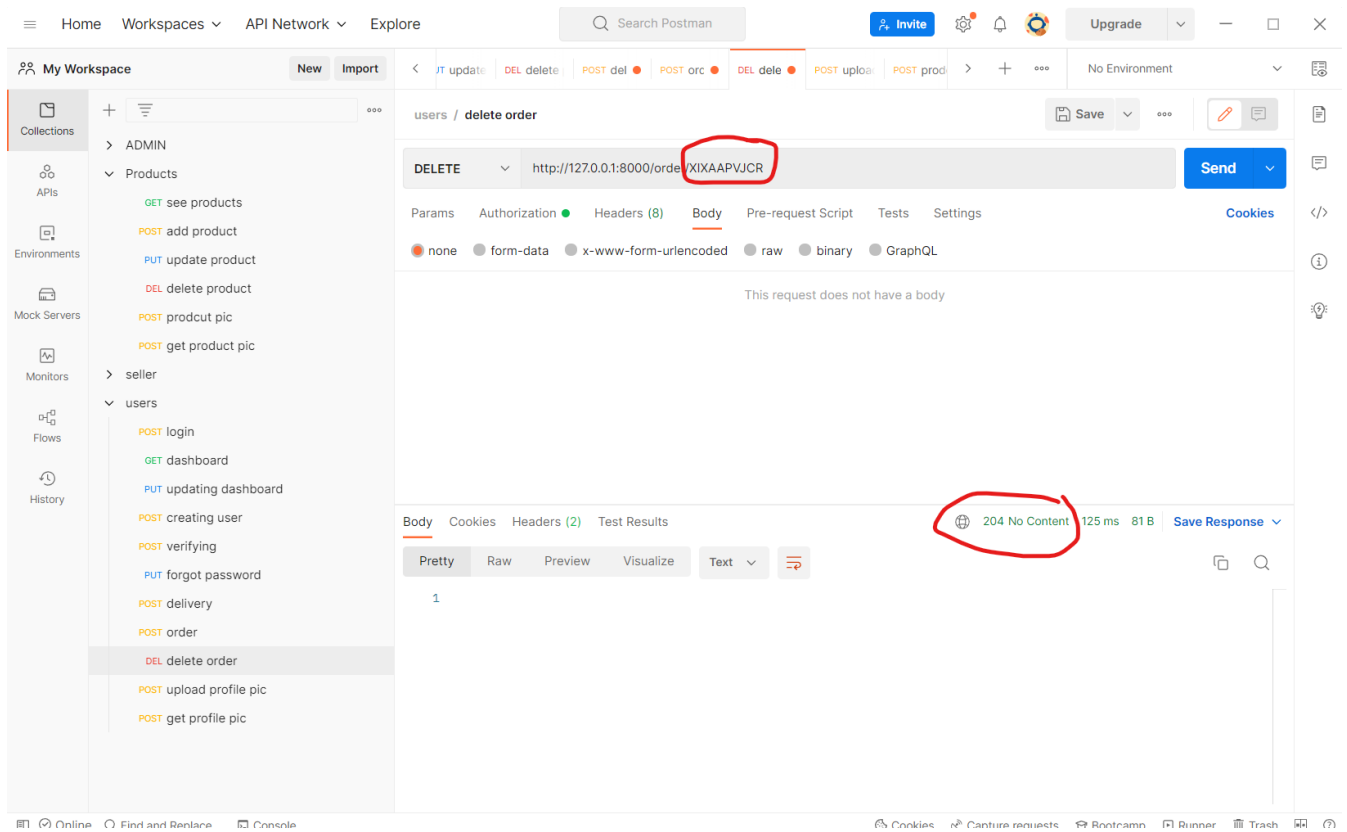 Home Workspaces API Network Explore Search Postman Invite Upgrade
My Workspace New Import
UT update DEL delete POST del POST orc DEL dele POST uploa POST prod No Environment
Collections
APIs
Environments
Mock Servers
Monitors
Flows
History
ADMIN
Products
GET see products
POST add product
PUT update product
DEL delete product
POST prodcut pic
POST get product pic
seller
users
POST login
GET dashboard
PUT updating dashboard
POST creating user
POST verifying
PUT forgot password
POST delivery
POST order
DEL delete order
POST upload profile pic
POST get profile pic
users / delete order Save
DELETE http://127.0.0.1:8000/order/XIXAAPVJCR Send
Params Authorization Headers (8) Body Pre-request Script Tests Settings Cookies
none form-data x-www-form-urlencoded raw binary GraphQL
This request does not have a body
Body Cookies Headers (2) Test Results 204 No Content 125 ms 81 B Save Response
Pretty Raw Preview Visualize Text
1
Online Find and Replace Console Cookies Capture requests Bootcamp Runner Trash